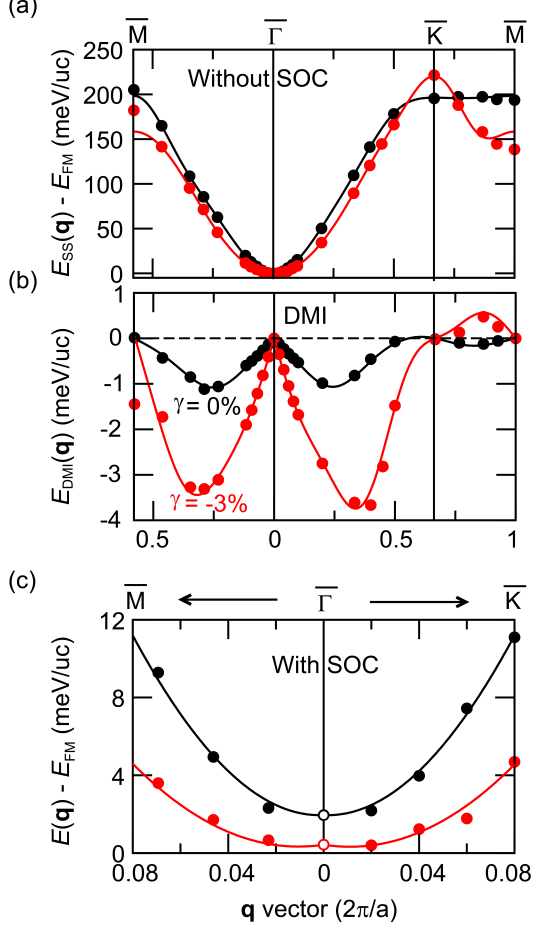 (a)
M̅ Γ̅ K̅ M̅
250
200
150
100
50
0
E_SS(q) - E_FM (meV/uc)
Without SOC
(b)
1
0
-1
-2
-3
-4
E_DMI(q) (meV/uc)
DMI
γ = 0%
γ = -3%
0.5 0 0.5 1
(c)
M̅ Γ̅ K̅
12
8
4
0
E(q) - E_FM (meV/uc)
With SOC
0.08 0.04 0 0.04 0.08
q vector (2π/a)